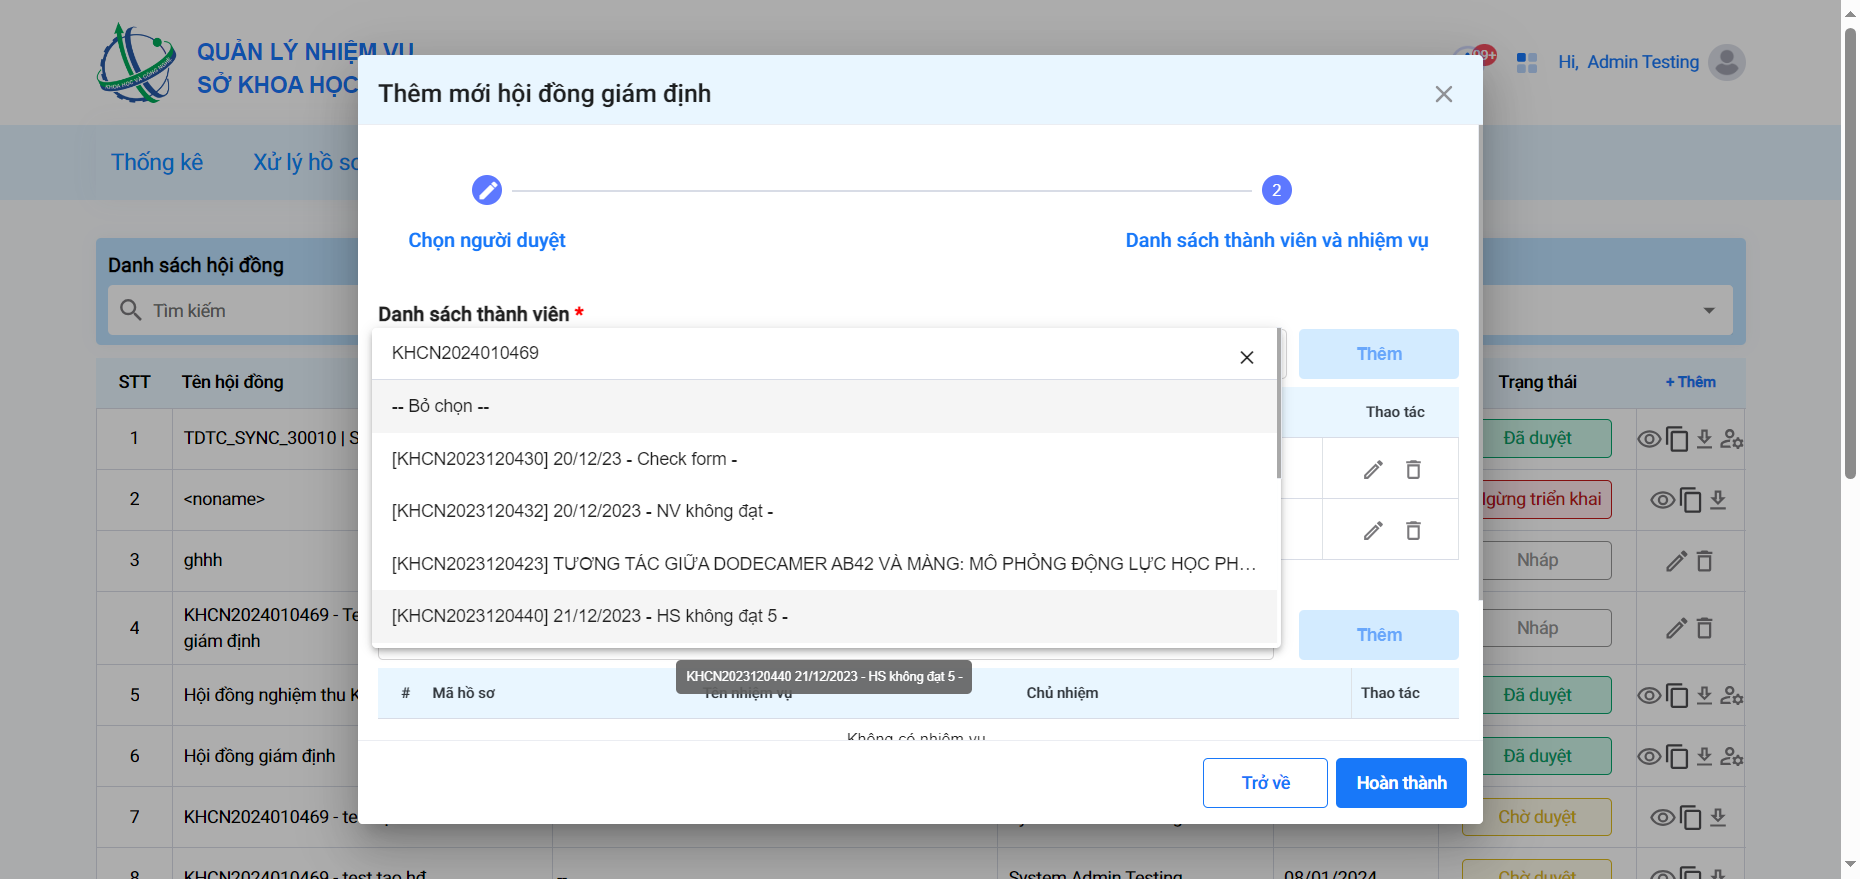 QUẢN LÝ NHIỆM VỤ
SỞ KHOA HỌC
KHOA HỌC VÀ CÔNG NGHỆ
99+
Hi, Admin Testing
Thống kê
Xử lý hồ sơ
Thêm mới hội đồng giám định
2
Chọn người duyệt
Danh sách thành viên và nhiệm vụ
Danh sách hội đồng
Tìm kiếm
Danh sách thành viên *
KHCN2024010469
Thêm
-- Bỏ chọn --
Thao tác
[KHCN2023120430] 20/12/23 - Check form -
[KHCN2023120432] 20/12/2023 - NV không đạt -
[KHCN2023120423] TƯƠNG TÁC GIỮA DODECAMER AB42 VÀ MÀNG: MÔ PHỎNG ĐỘNG LỰC HỌC PH...
[KHCN2023120440] 21/12/2023 - HS không đạt 5 -
Thêm
KHCN2023120440 21/12/2023 - HS không đạt 5 -
# Mã hồ sơ Tên nhiệm vụ Chủ nhiệm Thao tác
Không có nhiệm vụ
Trở về
Hoàn thành
STT Tên hội đồng Trạng thái + Thêm
1 TDTC_SYNC_30010 | S Đã duyệt
2 <noname> Ngừng triển khai
3 ghhh Nháp
4 KHCN2024010469 - Te
giám định Nháp
5 Hội đồng nghiệm thu K Đã duyệt
6 Hội đồng giám định Đã duyệt
7 KHCN2024010469 - te Chờ duyệt
8 KHCN2024010469 - test tạo hđ -- System Admin Testing 08/01/2024 Chờ duyệt